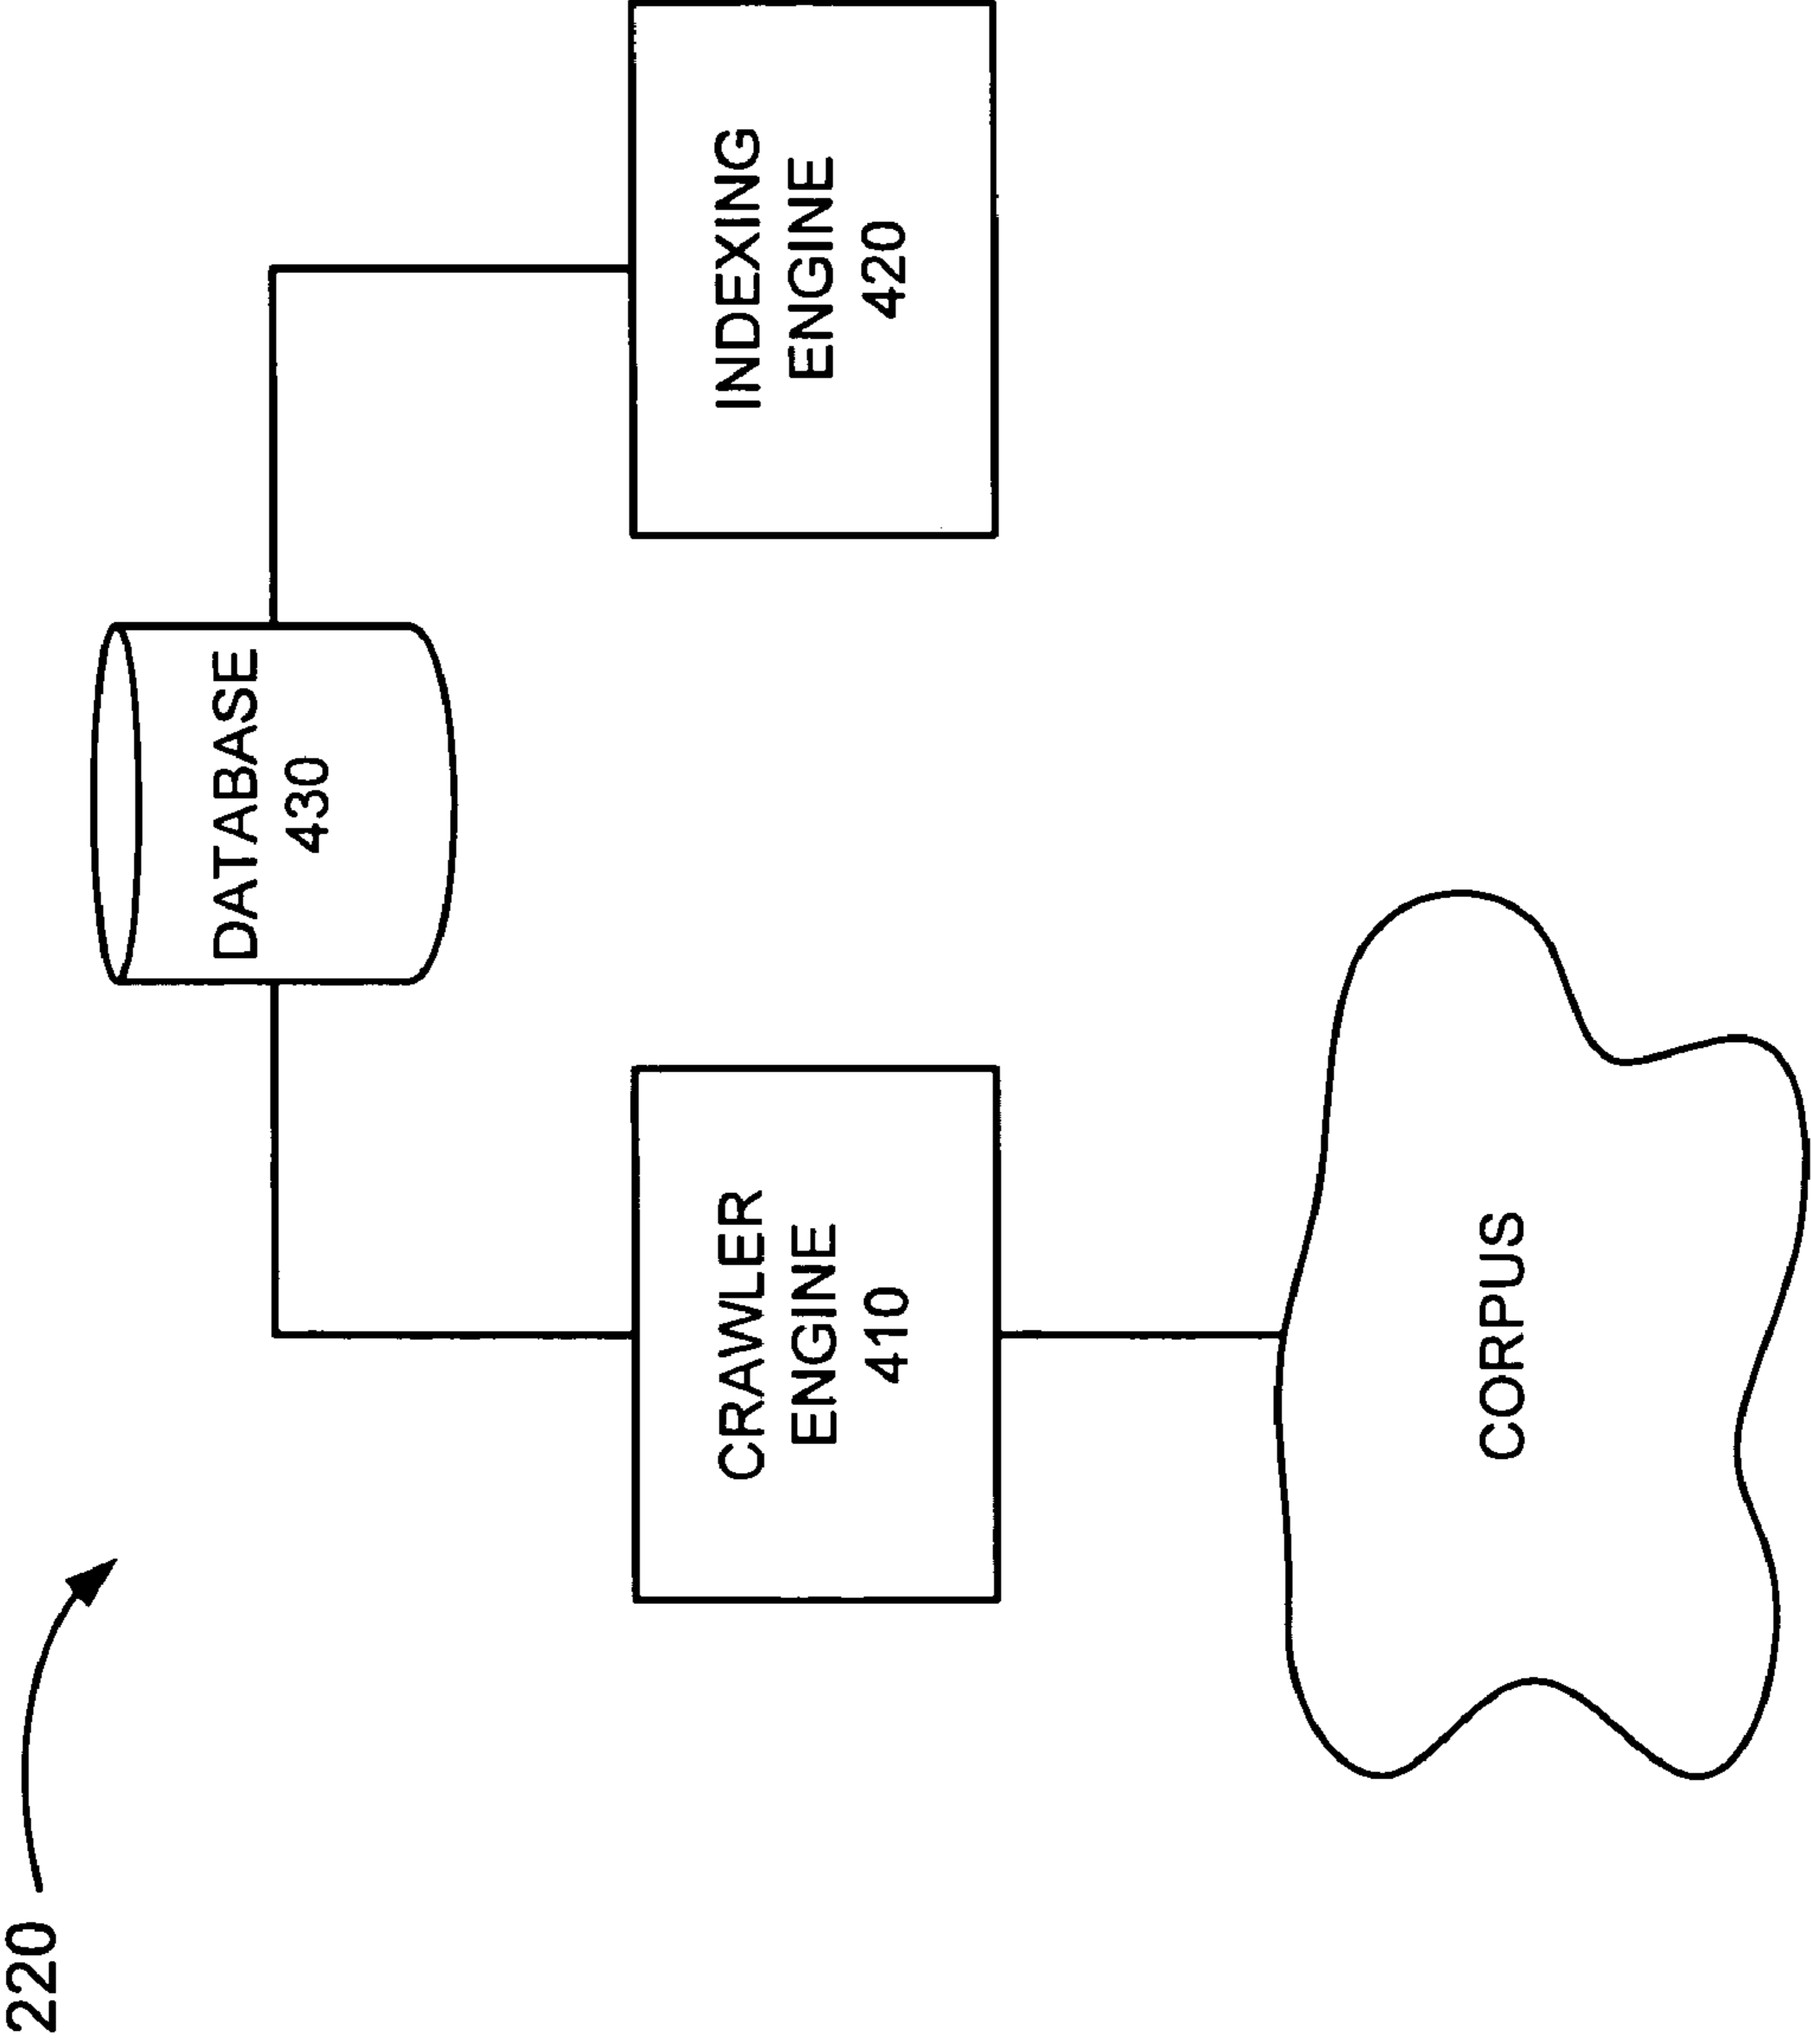 220
DATABASE
430
CRAWLER
ENGINE
410
INDEXING
ENGINE
420
CORPUS